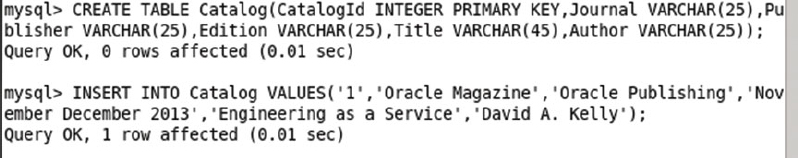 mysql> CREATE TABLE Catalog(CatalogId INTEGER PRIMARY KEY,Journal VARCHAR(25),Pu
blisher VARCHAR(25),Edition VARCHAR(25),Title VARCHAR(45),Author VARCHAR(25));
Query OK, 0 rows affected (0.01 sec)
mysql> INSERT INTO Catalog VALUES('1','Oracle Magazine','Oracle Publishing','Nov
ember December 2013','Engineering as a Service','David A. Kelly');
Query OK, 1 row affected (0.01 sec)